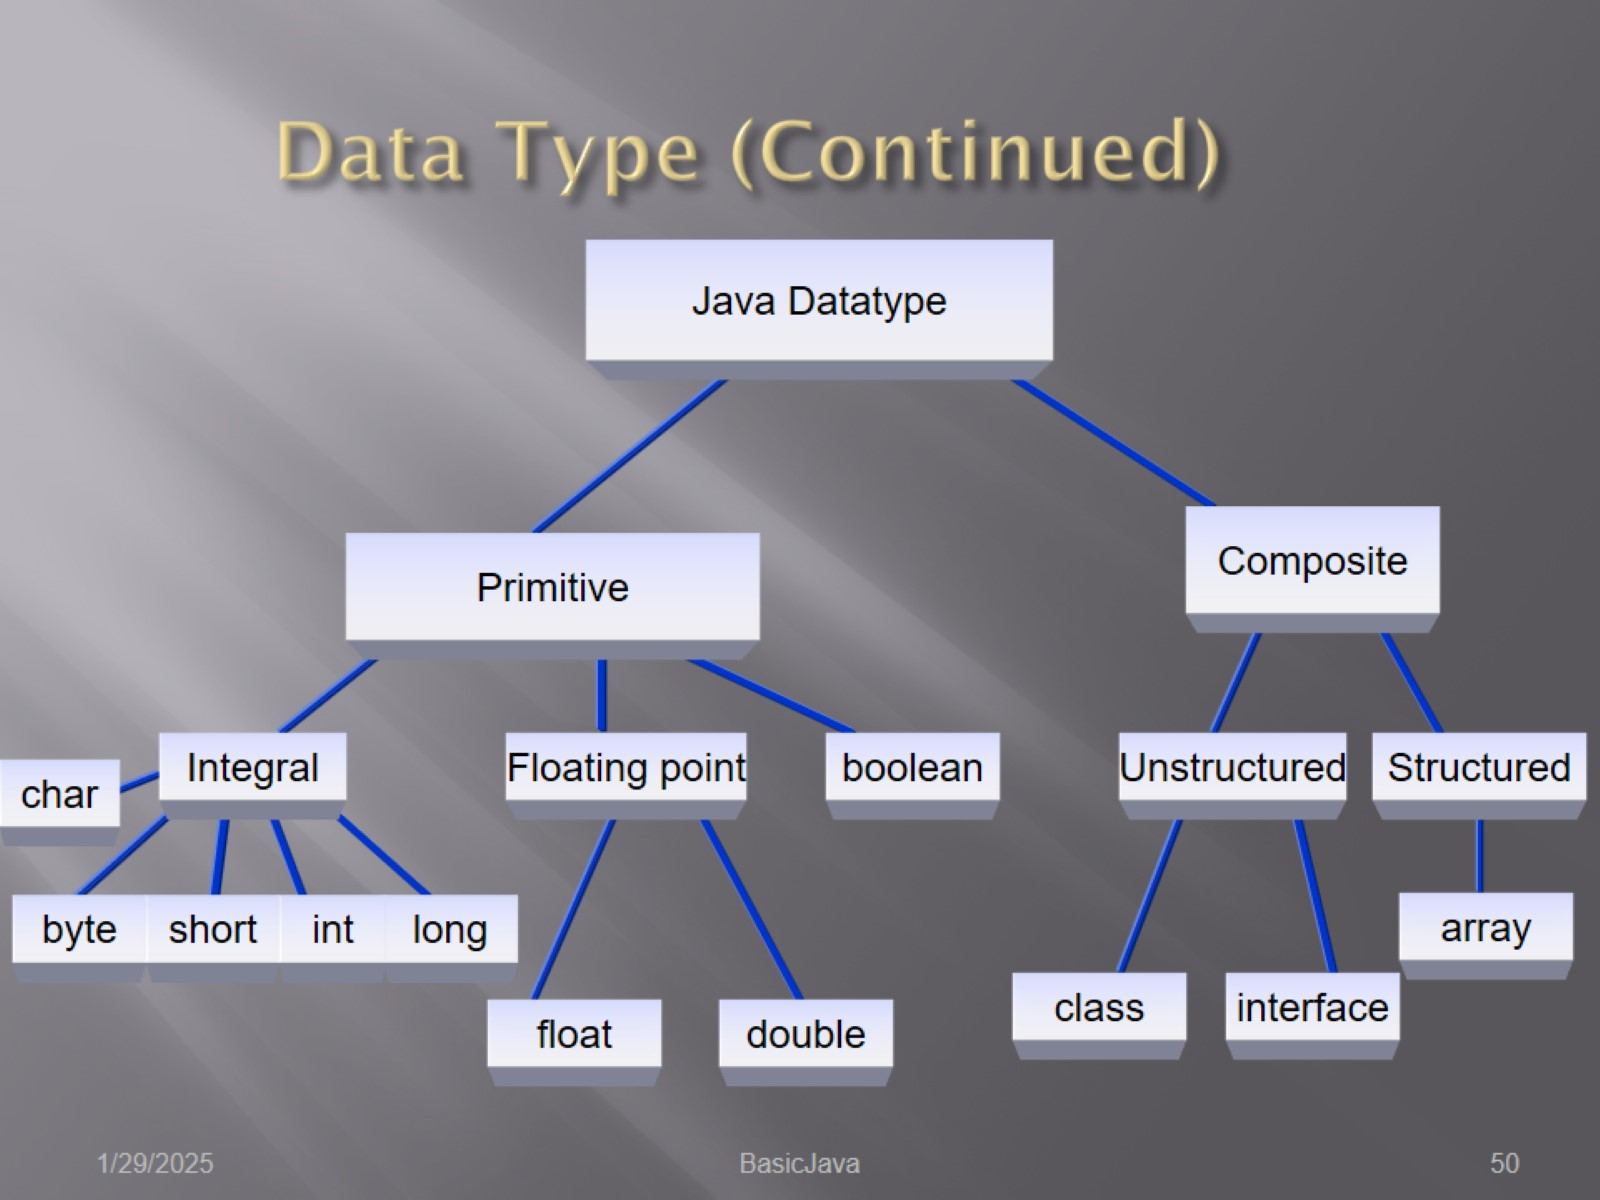 Data Type (Continued)
Java Datatype
Primitive
Composite
Integral
Floating point
boolean
Unstructured
Structured
char
byte
short
int
long
array
class
interface
float
double
1/29/2025
BasicJava
50